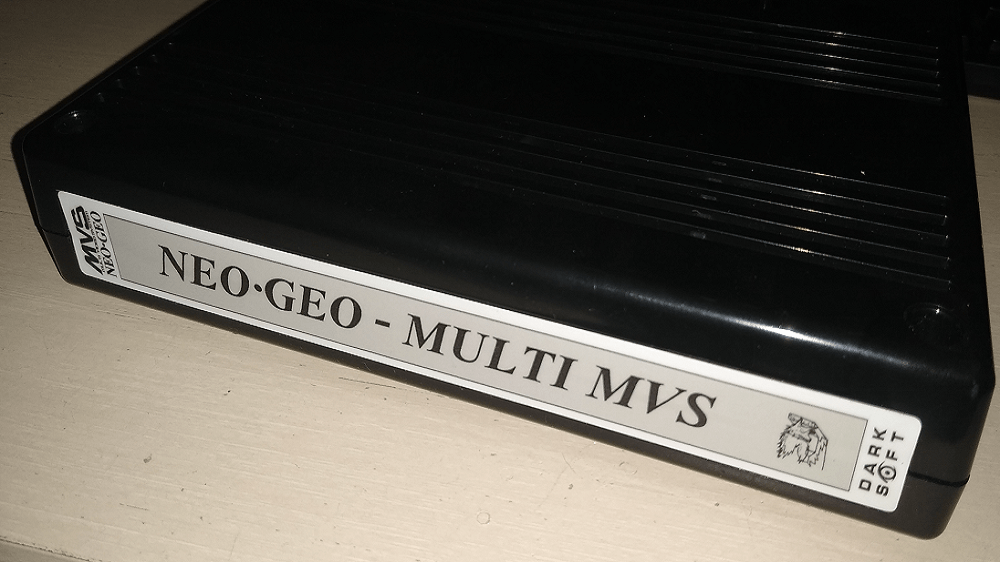 MVS
NEO•GEO
NEO•GEO - MULTI MVS
DARK
SOFT